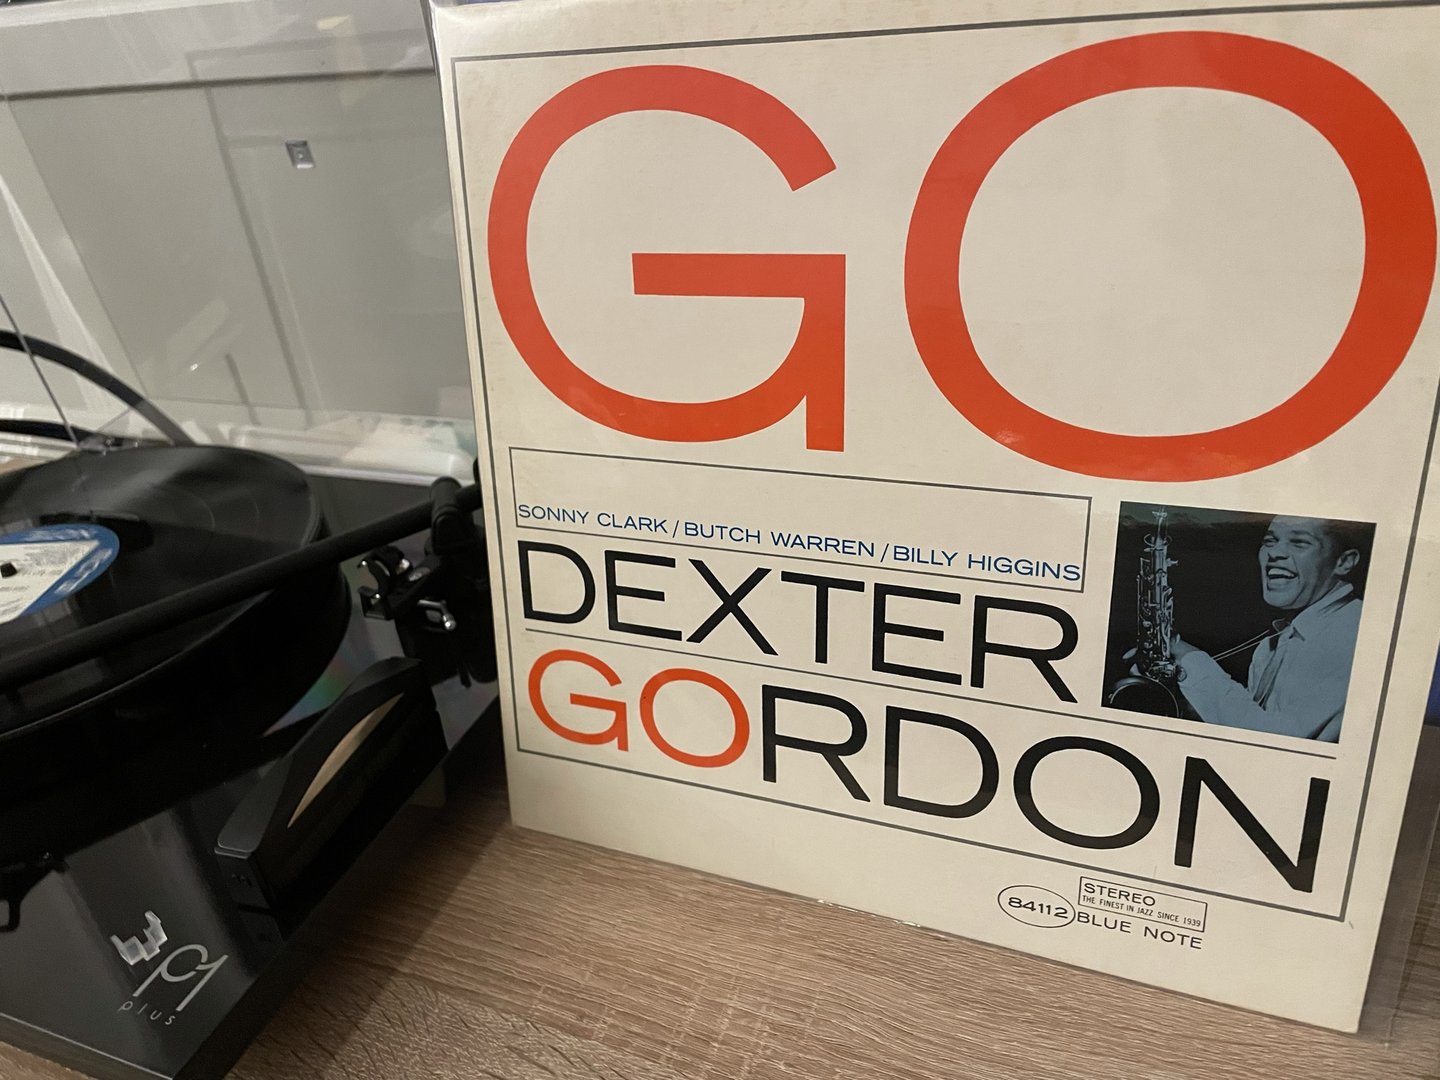 GO
SONNY CLARK/BUTCH WARREN/BILLY HIGGINS
DEXTER
GORDON
84112
STEREO
THE FINEST IN JAZZ SINCE 1939
BLUE NOTE
P1
plus